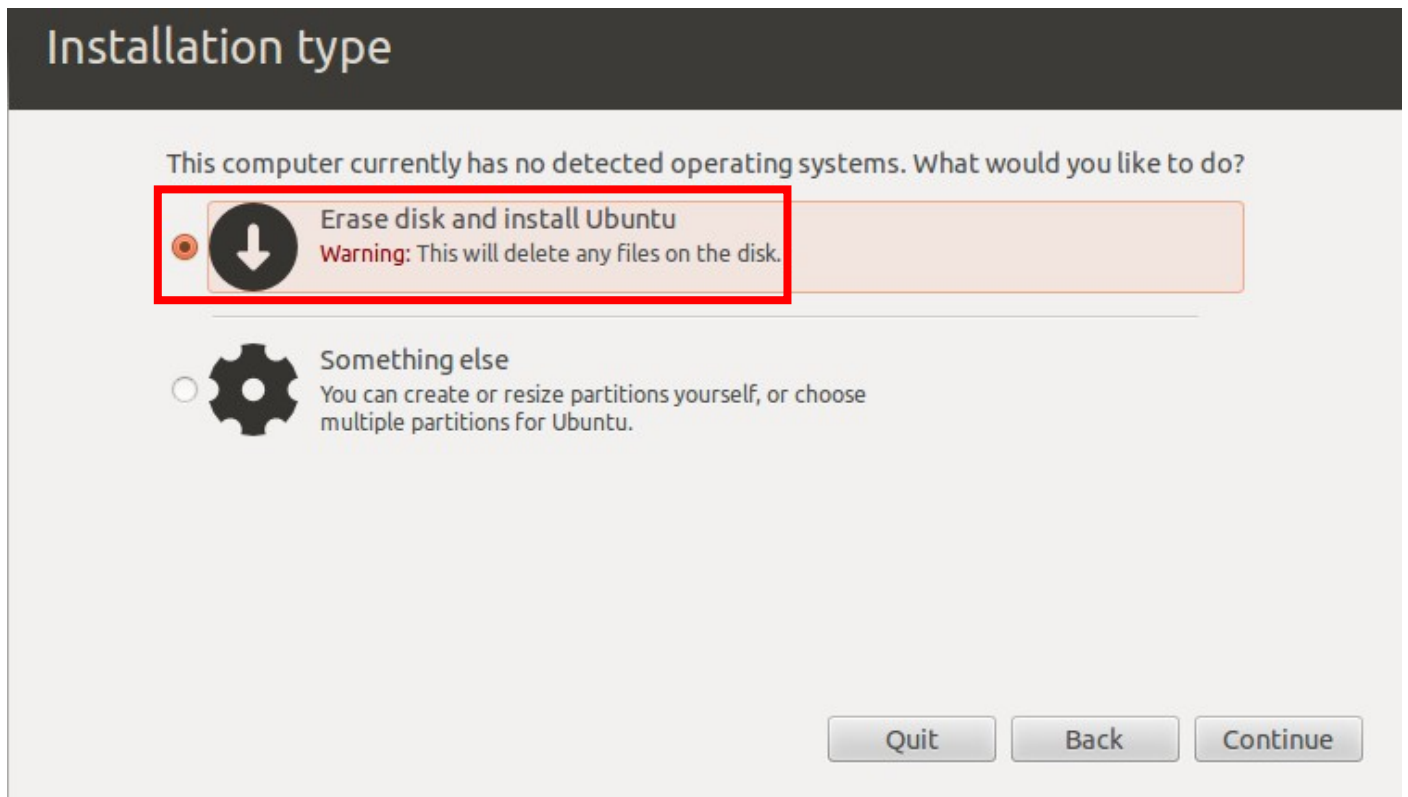 Installation type
This computer currently has no detected operating systems. What would you like to do?
Erase disk and install Ubuntu
Warning: This will delete any files on the disk.
Something else
You can create or resize partitions yourself, or choose
multiple partitions for Ubuntu.
Quit Back Continue